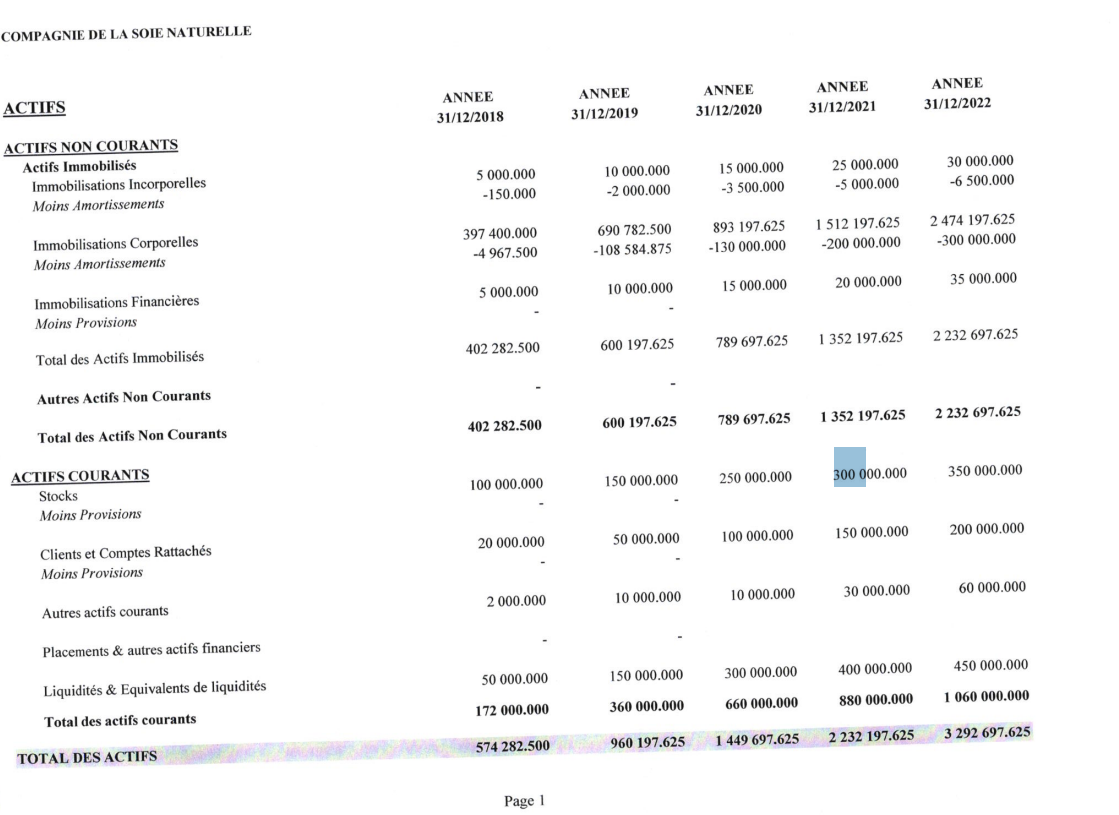 COMPAGNIE DE LA SOIE NATURELLE
ACTIFS ANNEE 31/12/2018 ANNEE 31/12/2019 ANNEE 31/12/2020 ANNEE 31/12/2021 ANNEE 31/12/2022
ACTIFS NON COURANTS
Actifs Immobilisés
Immobilisations Incorporelles 5 000.000 10 000.000 15 000.000 25 000.000 30 000.000
Moins Amortissements -150.000 -2 000.000 -3 500.000 -5 000.000 -6 500.000
Immobilisations Corporelles 397 400.000 690 782.500 893 197.625 1 512 197.625 2 474 197.625
Moins Amortissements -4 967.500 -108 584.875 -130 000.000 -200 000.000 -300 000.000
Immobilisations Financières 5 000.000 10 000.000 15 000.000 20 000.000 35 000.000
Moins Provisions - -
Total des Actifs Immobilisés 402 282.500 600 197.625 789 697.625 1 352 197.625 2 232 697.625
Autres Actifs Non Courants - -
Total des Actifs Non Courants 402 282.500 600 197.625 789 697.625 1 352 197.625 2 232 697.625
ACTIFS COURANTS
Stocks 100 000.000 150 000.000 250 000.000 300 000.000 350 000.000
Moins Provisions - -
Clients et Comptes Rattachés 20 000.000 50 000.000 100 000.000 150 000.000 200 000.000
Moins Provisions - -
Autres actifs courants 2 000.000 10 000.000 10 000.000 30 000.000 60 000.000
Placements & autres actifs financiers - -
Liquidités & Equivalents de liquidités 50 000.000 150 000.000 300 000.000 400 000.000 450 000.000
Total des actifs courants 172 000.000 360 000.000 660 000.000 880 000.000 1 060 000.000
TOTAL DES ACTIFS 574 282.500 960 197.625 1 449 697.625 2 232 197.625 3 292 697.625
Page 1